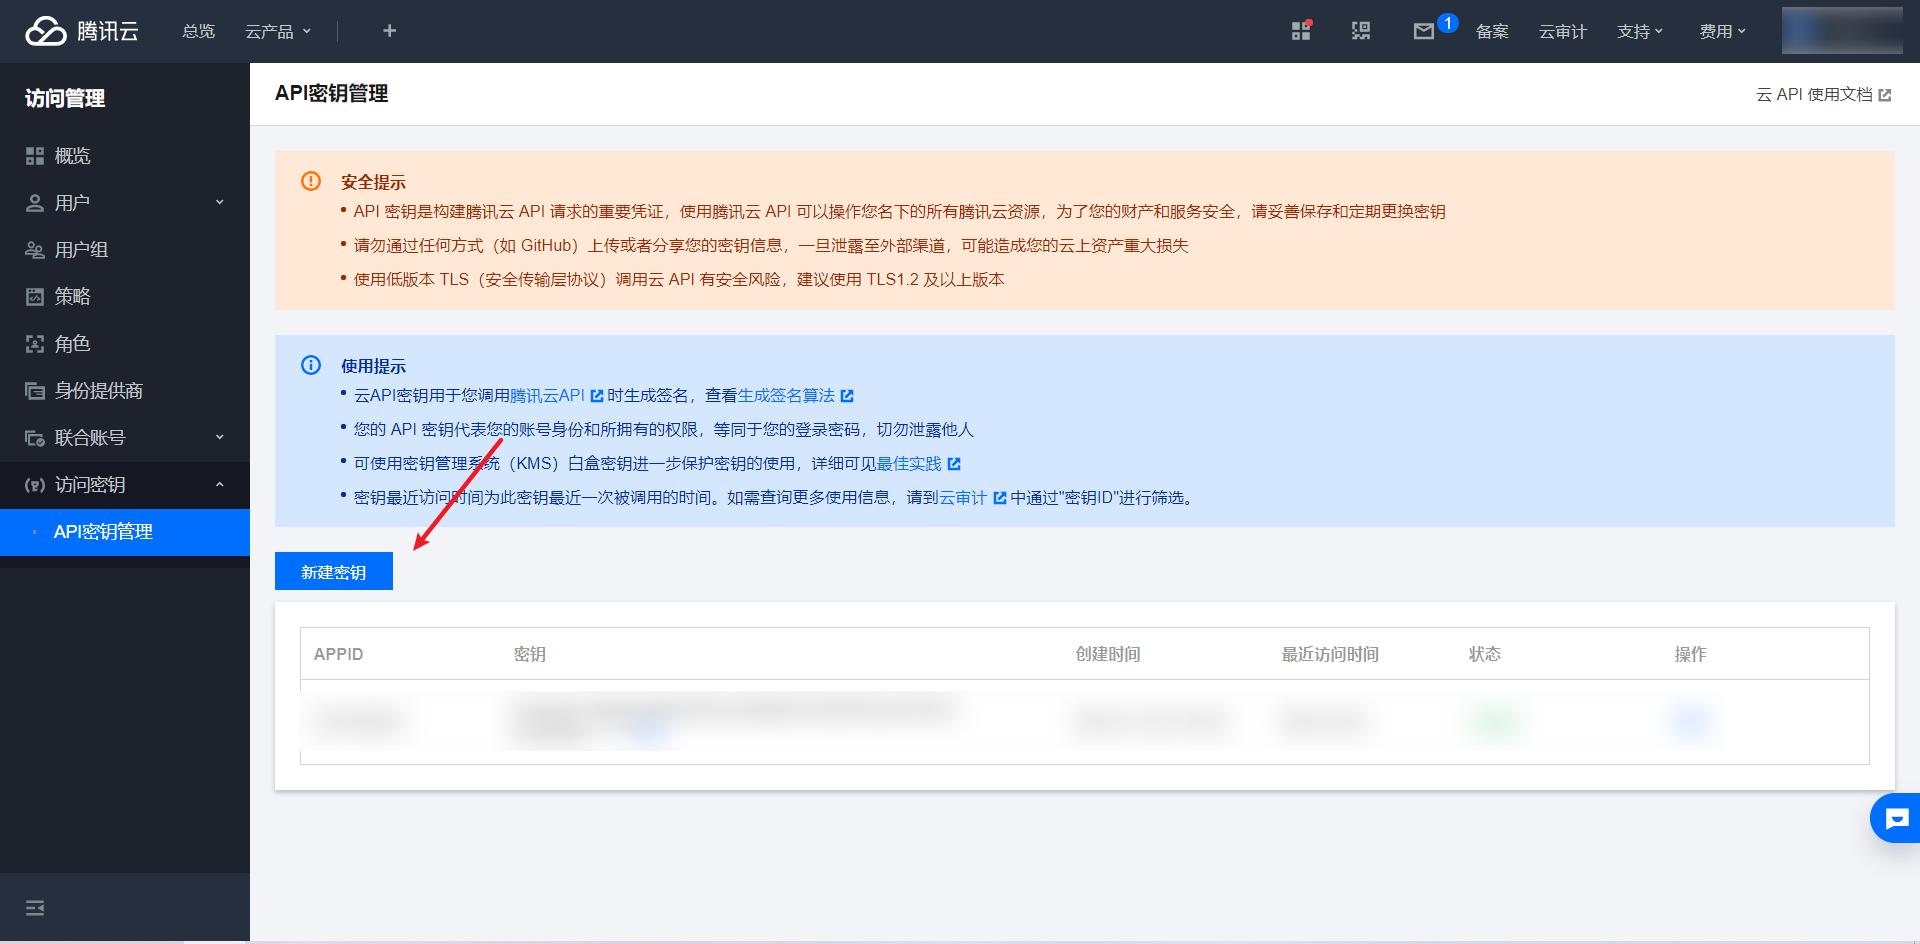 腾讯云
总览
云产品
1
备案
云审计
支持
费用
访问管理
概览
用户
用户组
策略
角色
身份提供商
联合账号
访问密钥
API密钥管理
API密钥管理
云 API 使用文档
安全提示
API 密钥是构建腾讯云 API 请求的重要凭证，使用腾讯云 API 可以操作您名下的所有腾讯云资源，为了您的财产和服务安全，请妥善保存和定期更换密钥
请勿通过任何方式（如 GitHub）上传或者分享您的密钥信息，一旦泄露至外部渠道，可能造成您的云上资产重大损失
使用低版本 TLS（安全传输层协议）调用云 API 有安全风险，建议使用 TLS1.2 及以上版本
使用提示
云API密钥用于您调用腾讯云API 时生成签名，查看生成签名算法
您的 API 密钥代表您的账号身份和所拥有的权限，等同于您的登录密码，切勿泄露他人
可使用密钥管理系统（KMS）白盒密钥进一步保护密钥的使用，详细可见最佳实践
密钥最近访问时间为此密钥最近一次被调用的时间。如需查询更多使用信息，请到云审计 中通过"密钥ID"进行筛选。
新建密钥
APPID
密钥
创建时间
最近访问时间
状态
操作